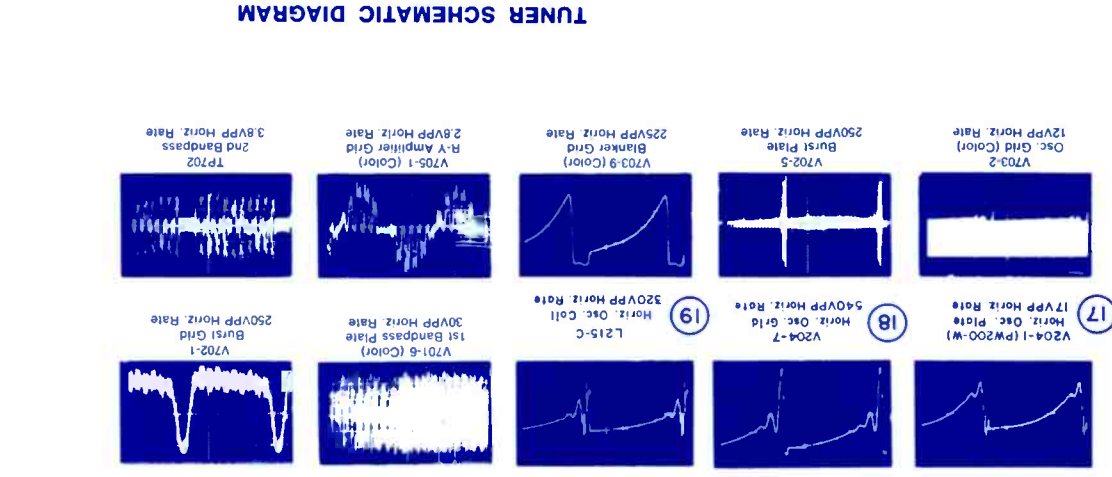 17
V204-1 (PW200-W)
Horiz. Osc. Plate
17VPP Horiz. Rate
18
V204-7
Horiz. Osc. Grid
540VPP Horiz Rate
19
L215-C
Horiz. Osc. Coil
320VPP Horiz Rate
V701-6 (Color)
1st Bandpass Plate
30VPP Horiz. Rate
V702-1
Burst Grid
250VPP Horiz. Rate
V703-2
Osc. Grid (Color)
12VPP Horiz. Rate
V702-5
Burst Plate
250VPP Horiz. Rate
V703-9 (Color)
Blanker Grid
225VPP Horiz. Rate
V705-1 (Color)
R-Y Amplifier Grid
2.8VPP Horiz. Rate
TP702
2nd Bandpass
3.8VPP Horiz. Rate
TUNER SCHEMATIC DIAGRAM